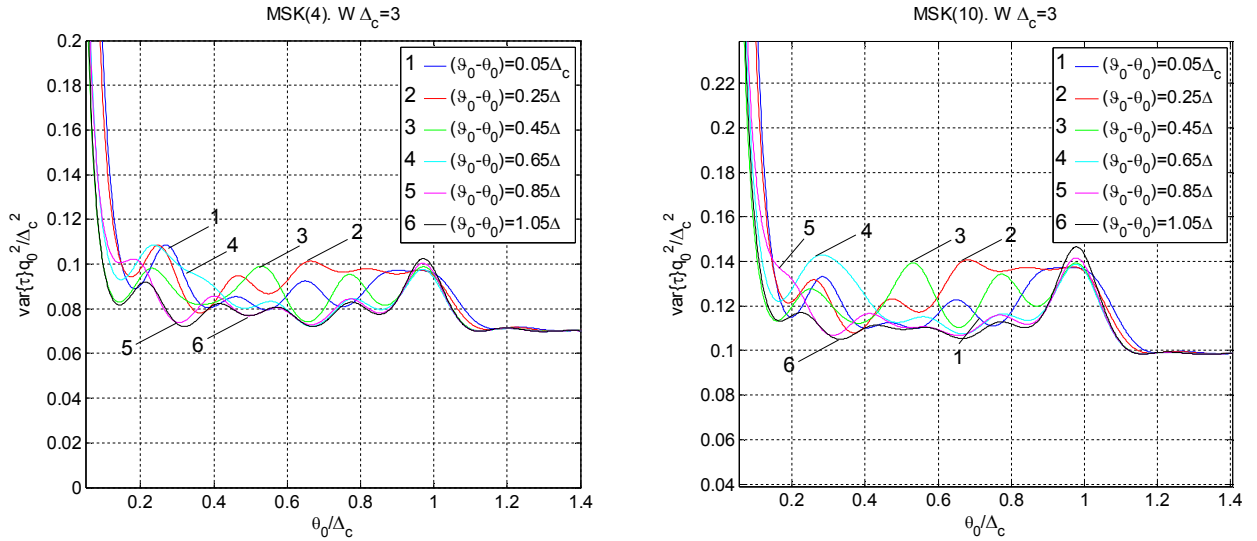 MSK(4). W Δc=3
0.2
0.18
0.16
0.14
0.12
0.1
0.08
0.06
0.04
0.02
0
var{τ}q0²/Δc²
1 (ϑ0-θ0)=0.05Δc
2 (ϑ0-θ0)=0.25Δ
3 (ϑ0-θ0)=0.45Δ
4 (ϑ0-θ0)=0.65Δ
5 (ϑ0-θ0)=0.85Δ
6 (ϑ0-θ0)=1.05Δ
1
4
3
2
5
6
0.2 0.4 0.6 0.8 1 1.2 1.4
θ0/Δc
MSK(10). W Δc=3
0.22
0.2
0.18
0.16
0.14
0.12
0.1
0.08
0.06
0.04
var{τ}q0²/Δc²
1 (ϑ0-θ0)=0.05Δc
2 (ϑ0-θ0)=0.25Δ
3 (ϑ0-θ0)=0.45Δ
4 (ϑ0-θ0)=0.65Δ
5 (ϑ0-θ0)=0.85Δ
6 (ϑ0-θ0)=1.05Δ
5
4
3
2
6
1
0.2 0.4 0.6 0.8 1 1.2 1.4
θ0/Δc